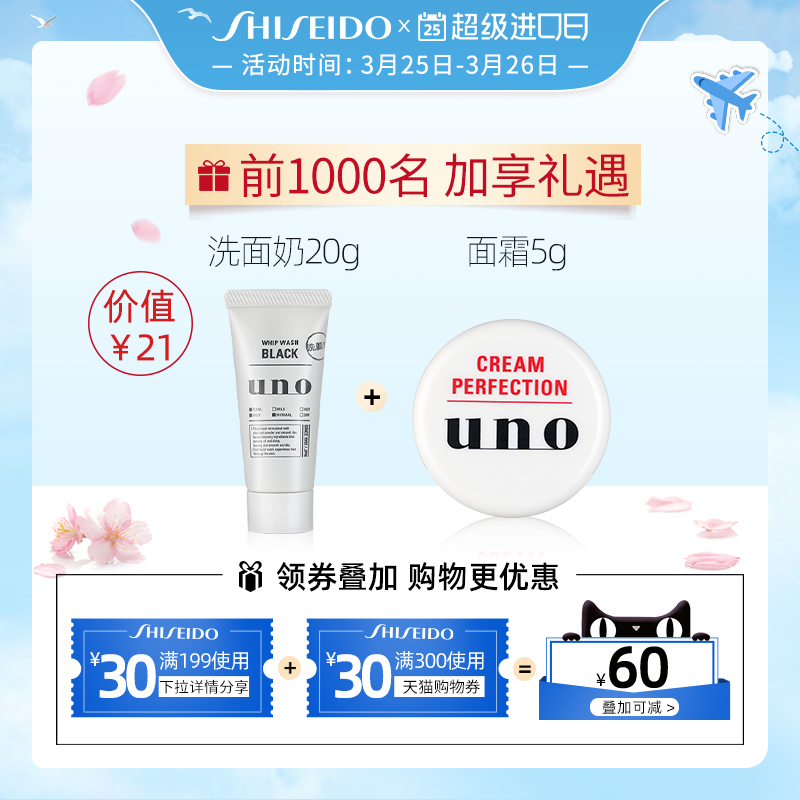 SHISEIDO × 25 超级进口日
活动时间：3月25日-3月26日
前1000名 加享礼遇
洗面奶20g
面霜5g
价值
￥21
WHIP WASH
BLACK
uno
+
CREAM
PERFECTION
uno
领券叠加 购物更优惠
SHISEIDO
¥30 满199使用
下拉详情分享
+
SHISEIDO
¥30 满300使用
天猫购物券
=
¥60
叠加可减 >